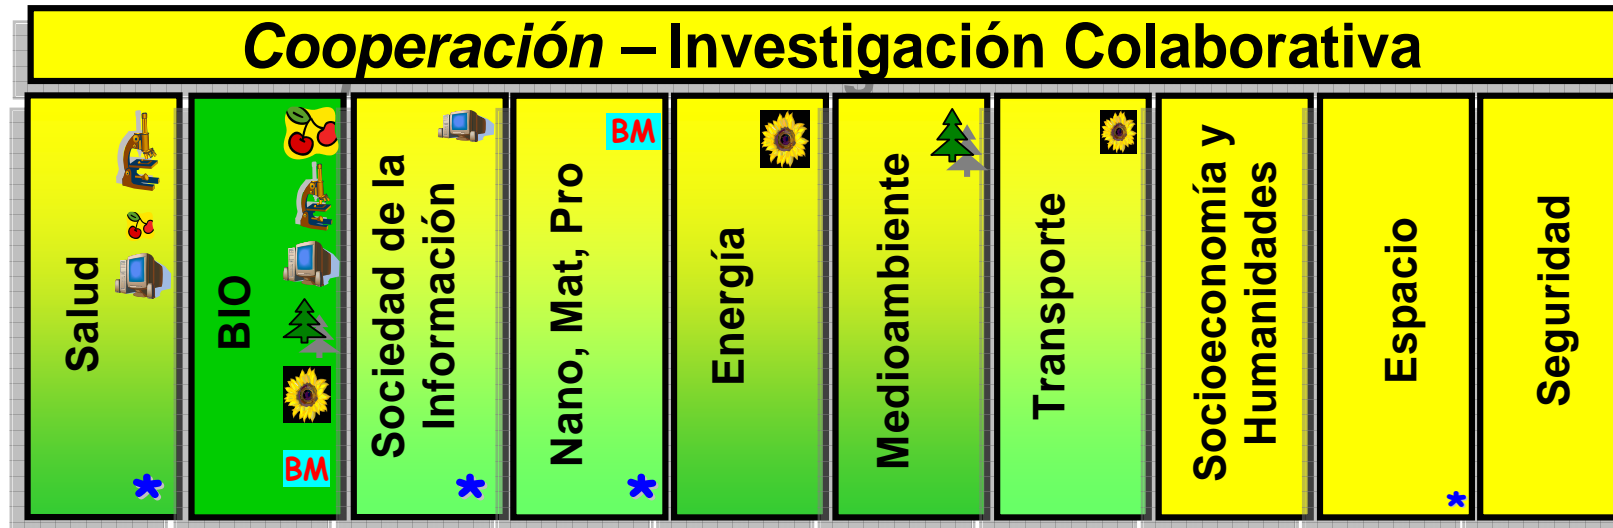 Cooperación – Investigación Colaborativa
Salud
*
BIO
BM
Sociedad de la
Información
*
Nano, Mat, Pro
BM
*
Energía
Medioambiente
Transporte
Socioeconomía y
Humanidades
Espacio
*
Seguridad